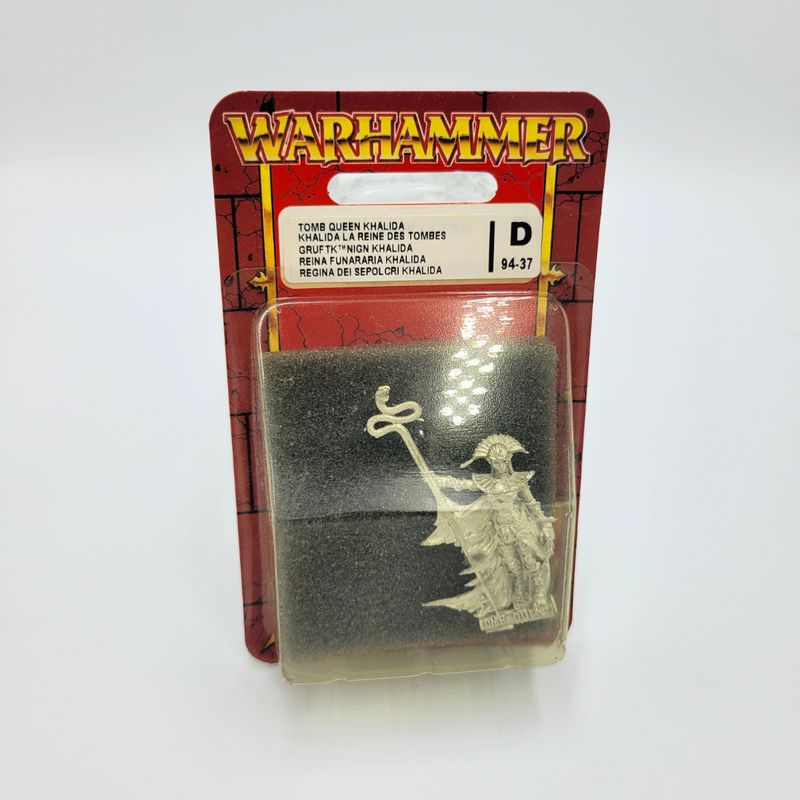 WARHAMMER®
TOMB QUEEN KHALIDA
KHALIDA LA REINE DES TOMBES
GRUFTK™NIGN KHALIDA
REINA FUNARARIA KHALIDA
REGINA DEI SEPOLCRI KHALIDA
D
94-37